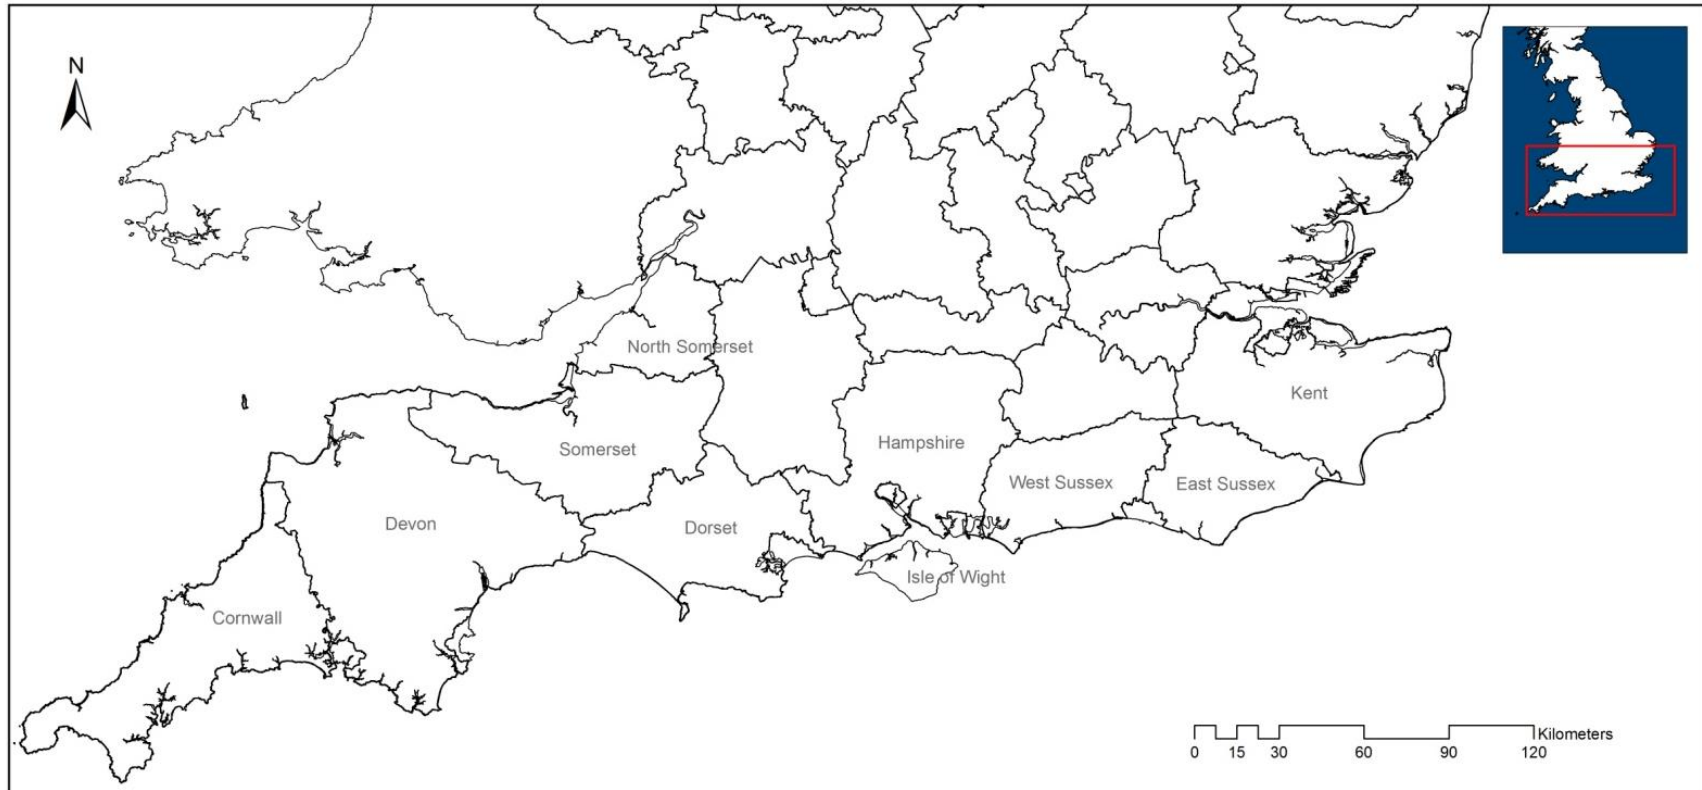 N
North Somerset
Kent
Hampshire
Somerset
West Sussex
East Sussex
Devon
Dorset
Isle of Wight
Cornwall
Kilometers
0 15 30 60 90 120